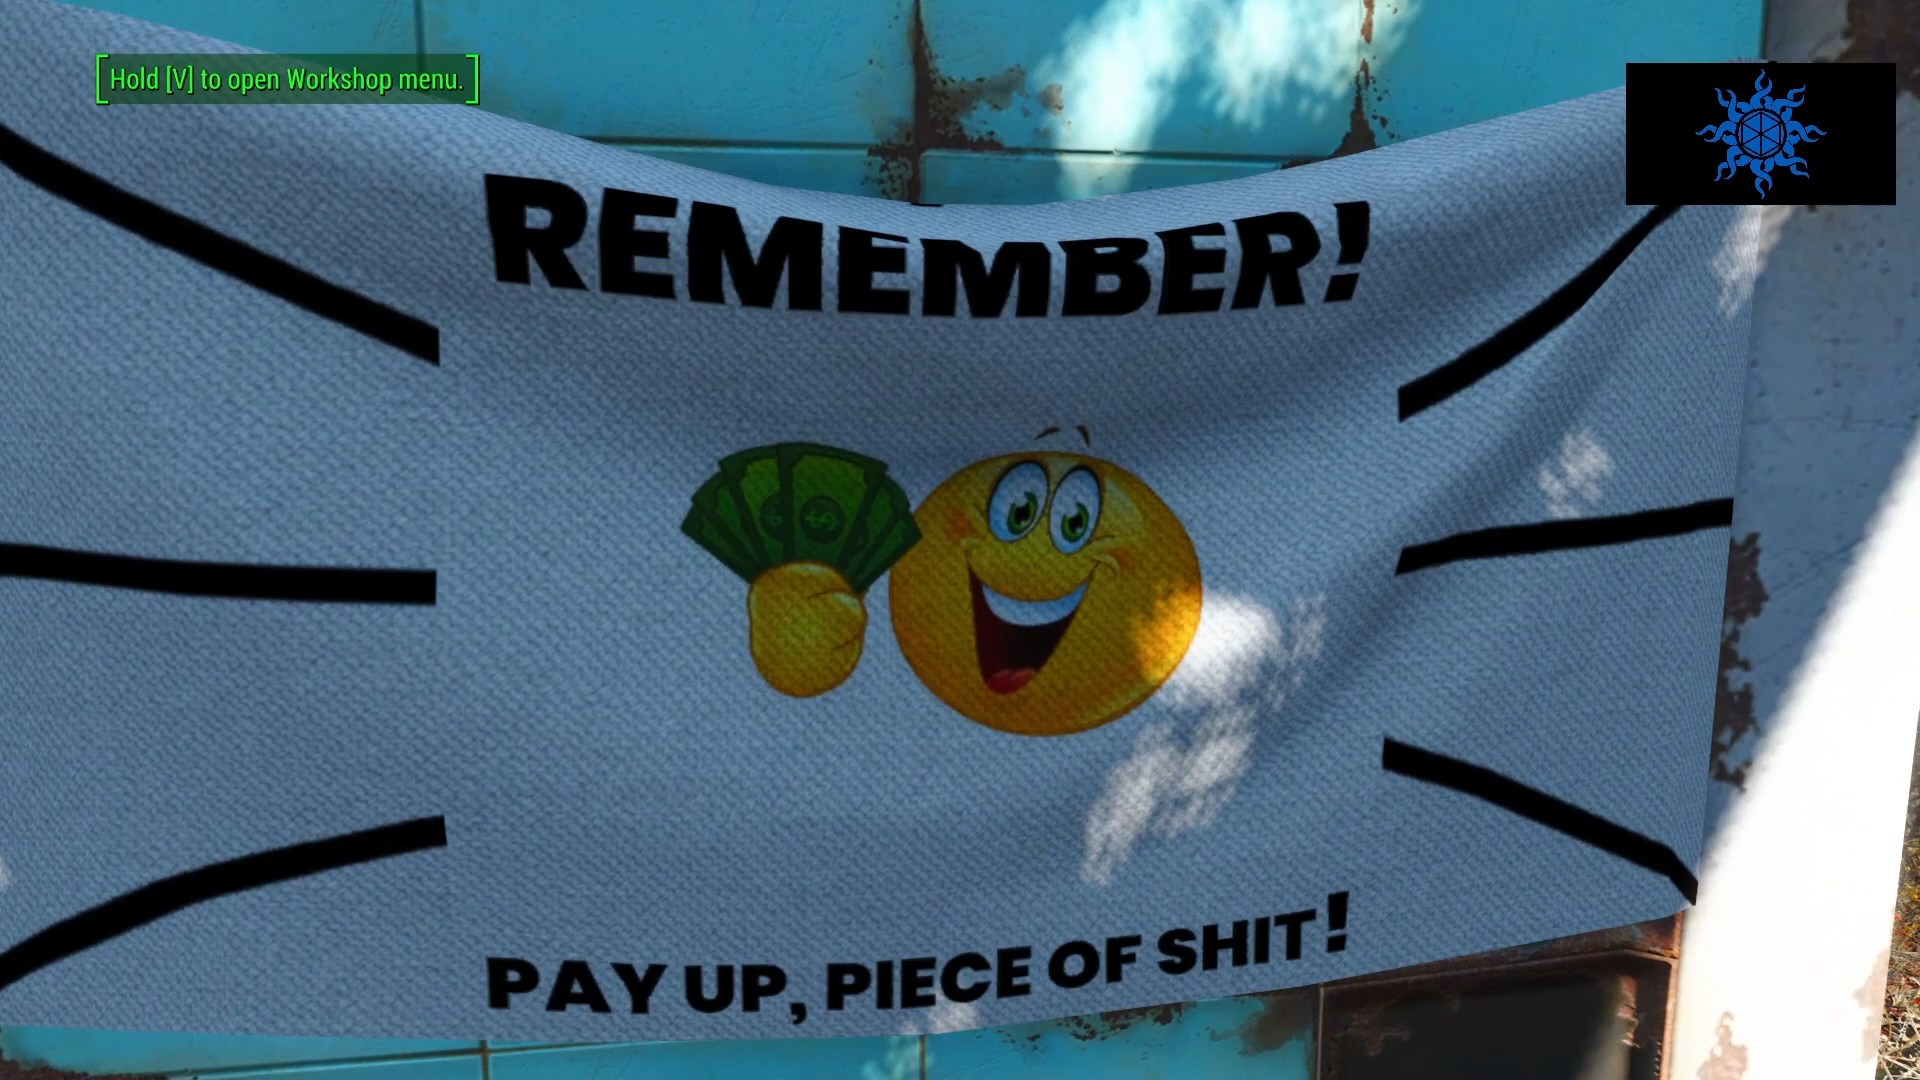 Hold [V] to open Workshop menu.
REMEMBER!
PAY UP, PIECE OF SHIT!